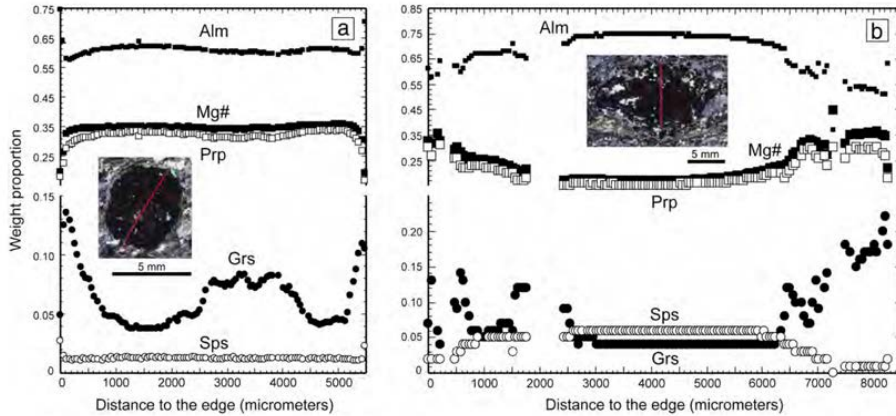 a
b
0.75
0.65
0.55
0.45
0.35
0.25
0.15
0.10
0.05
0
Weight proportion
Alm
Mg#
Prp
5 mm
Grs
Sps
0 1000 2000 3000 4000 5000
Distance to the edge (micrometers)
0.75
0.65
0.55
0.45
0.35
0.25
0.20
0.15
0.10
0.05
0
Alm
5 mm
Mg#
Prp
Sps
Grs
0 1000 2000 3000 4000 5000 6000 7000 8000
Distance to the edge (micrometers)